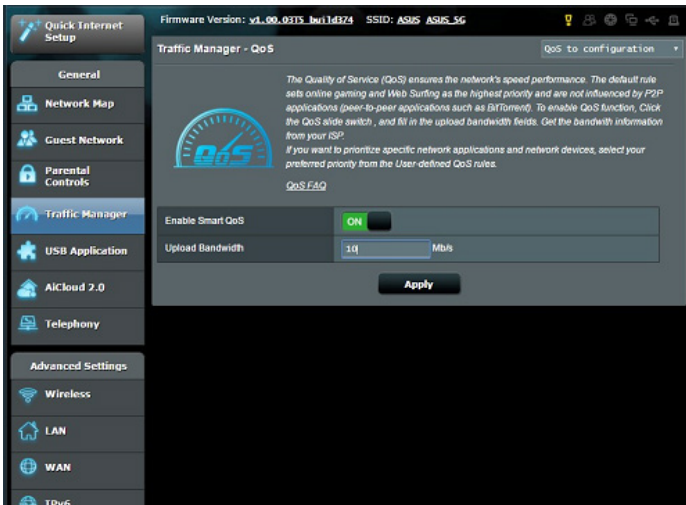 Quick Internet
Setup
Firmware Version: v1.00.03T5_build374 SSID: ASUS ASUS_5G
Traffic Manager - QoS
QoS to configuration
General
Network Map
Guest Network
Parental
Controls
Traffic Manager
USB Application
AiCloud 2.0
Telephony
Advanced Settings
Wireless
LAN
WAN
IPv6
QoS
The Quality of Service (QoS) ensures the network's speed performance. The default rule
sets online gaming and Web Surfing as the highest priority and are not influenced by P2P
applications (peer-to-peer applications such as BitTorrent). To enable QoS function, Click
the QoS slide switch , and fill in the upload bandwidth fields. Get the bandwith information
from your ISP.
If you want to prioritize specific network applications and network devices, select your
preferred priority from the User-defined QoS rules.
QoS FAQ
Enable Smart QoS ON
Upload Bandwidth 10 Mb/s
Apply